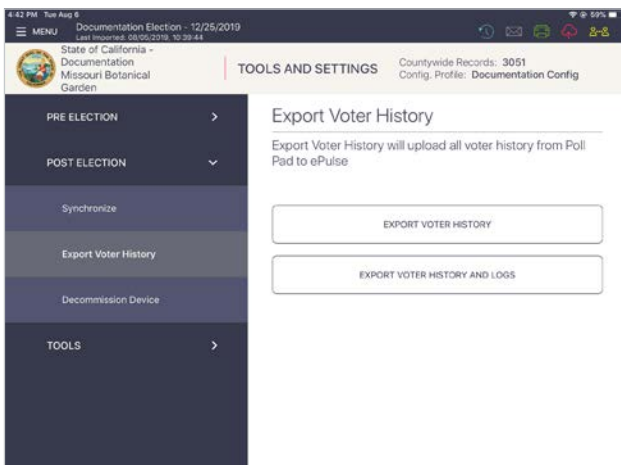 4:42 PM Tue Aug 6
59%
MENU
Documentation Election - 12/25/2019
Last Imported: 08/05/2019, 10:39:44
State of California -
Documentation
Missouri Botanical
Garden
TOOLS AND SETTINGS
Countywide Records: 3051
Config. Profile: Documentation Config
PRE ELECTION
POST ELECTION
Synchronize
Export Voter History
Decommission Device
TOOLS
Export Voter History
Export Voter History will upload all voter history from Poll
Pad to ePulse
EXPORT VOTER HISTORY
EXPORT VOTER HISTORY AND LOGS